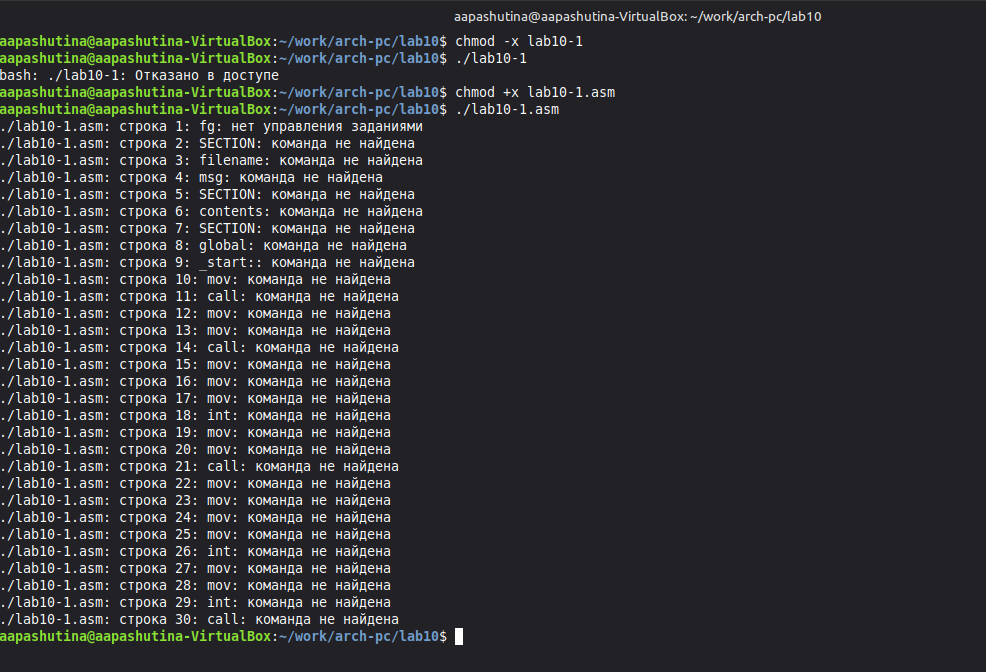 aapashutina@aapashutina-VirtualBox: ~/work/arch-pc/lab10
aapashutina@aapashutina-VirtualBox:~/work/arch-pc/lab10$ chmod -x lab10-1
aapashutina@aapashutina-VirtualBox:~/work/arch-pc/lab10$ ./lab10-1
bash: ./lab10-1: Отказано в доступе
aapashutina@aapashutina-VirtualBox:~/work/arch-pc/lab10$ chmod +x lab10-1.asm
aapashutina@aapashutina-VirtualBox:~/work/arch-pc/lab10$ ./lab10-1.asm
./lab10-1.asm: строка 1: fg: нет управления заданиями
./lab10-1.asm: строка 2: SECTION: команда не найдена
./lab10-1.asm: строка 3: filename: команда не найдена
./lab10-1.asm: строка 4: msg: команда не найдена
./lab10-1.asm: строка 5: SECTION: команда не найдена
./lab10-1.asm: строка 6: contents: команда не найдена
./lab10-1.asm: строка 7: SECTION: команда не найдена
./lab10-1.asm: строка 8: global: команда не найдена
./lab10-1.asm: строка 9: _start:: команда не найдена
./lab10-1.asm: строка 10: mov: команда не найдена
./lab10-1.asm: строка 11: call: команда не найдена
./lab10-1.asm: строка 12: mov: команда не найдена
./lab10-1.asm: строка 13: mov: команда не найдена
./lab10-1.asm: строка 14: call: команда не найдена
./lab10-1.asm: строка 15: mov: команда не найдена
./lab10-1.asm: строка 16: mov: команда не найдена
./lab10-1.asm: строка 17: mov: команда не найдена
./lab10-1.asm: строка 18: int: команда не найдена
./lab10-1.asm: строка 19: mov: команда не найдена
./lab10-1.asm: строка 20: mov: команда не найдена
./lab10-1.asm: строка 21: call: команда не найдена
./lab10-1.asm: строка 22: mov: команда не найдена
./lab10-1.asm: строка 23: mov: команда не найдена
./lab10-1.asm: строка 24: mov: команда не найдена
./lab10-1.asm: строка 25: mov: команда не найдена
./lab10-1.asm: строка 26: int: команда не найдена
./lab10-1.asm: строка 27: mov: команда не найдена
./lab10-1.asm: строка 28: mov: команда не найдена
./lab10-1.asm: строка 29: int: команда не найдена
./lab10-1.asm: строка 30: call: команда не найдена
aapashutina@aapashutina-VirtualBox:~/work/arch-pc/lab10$